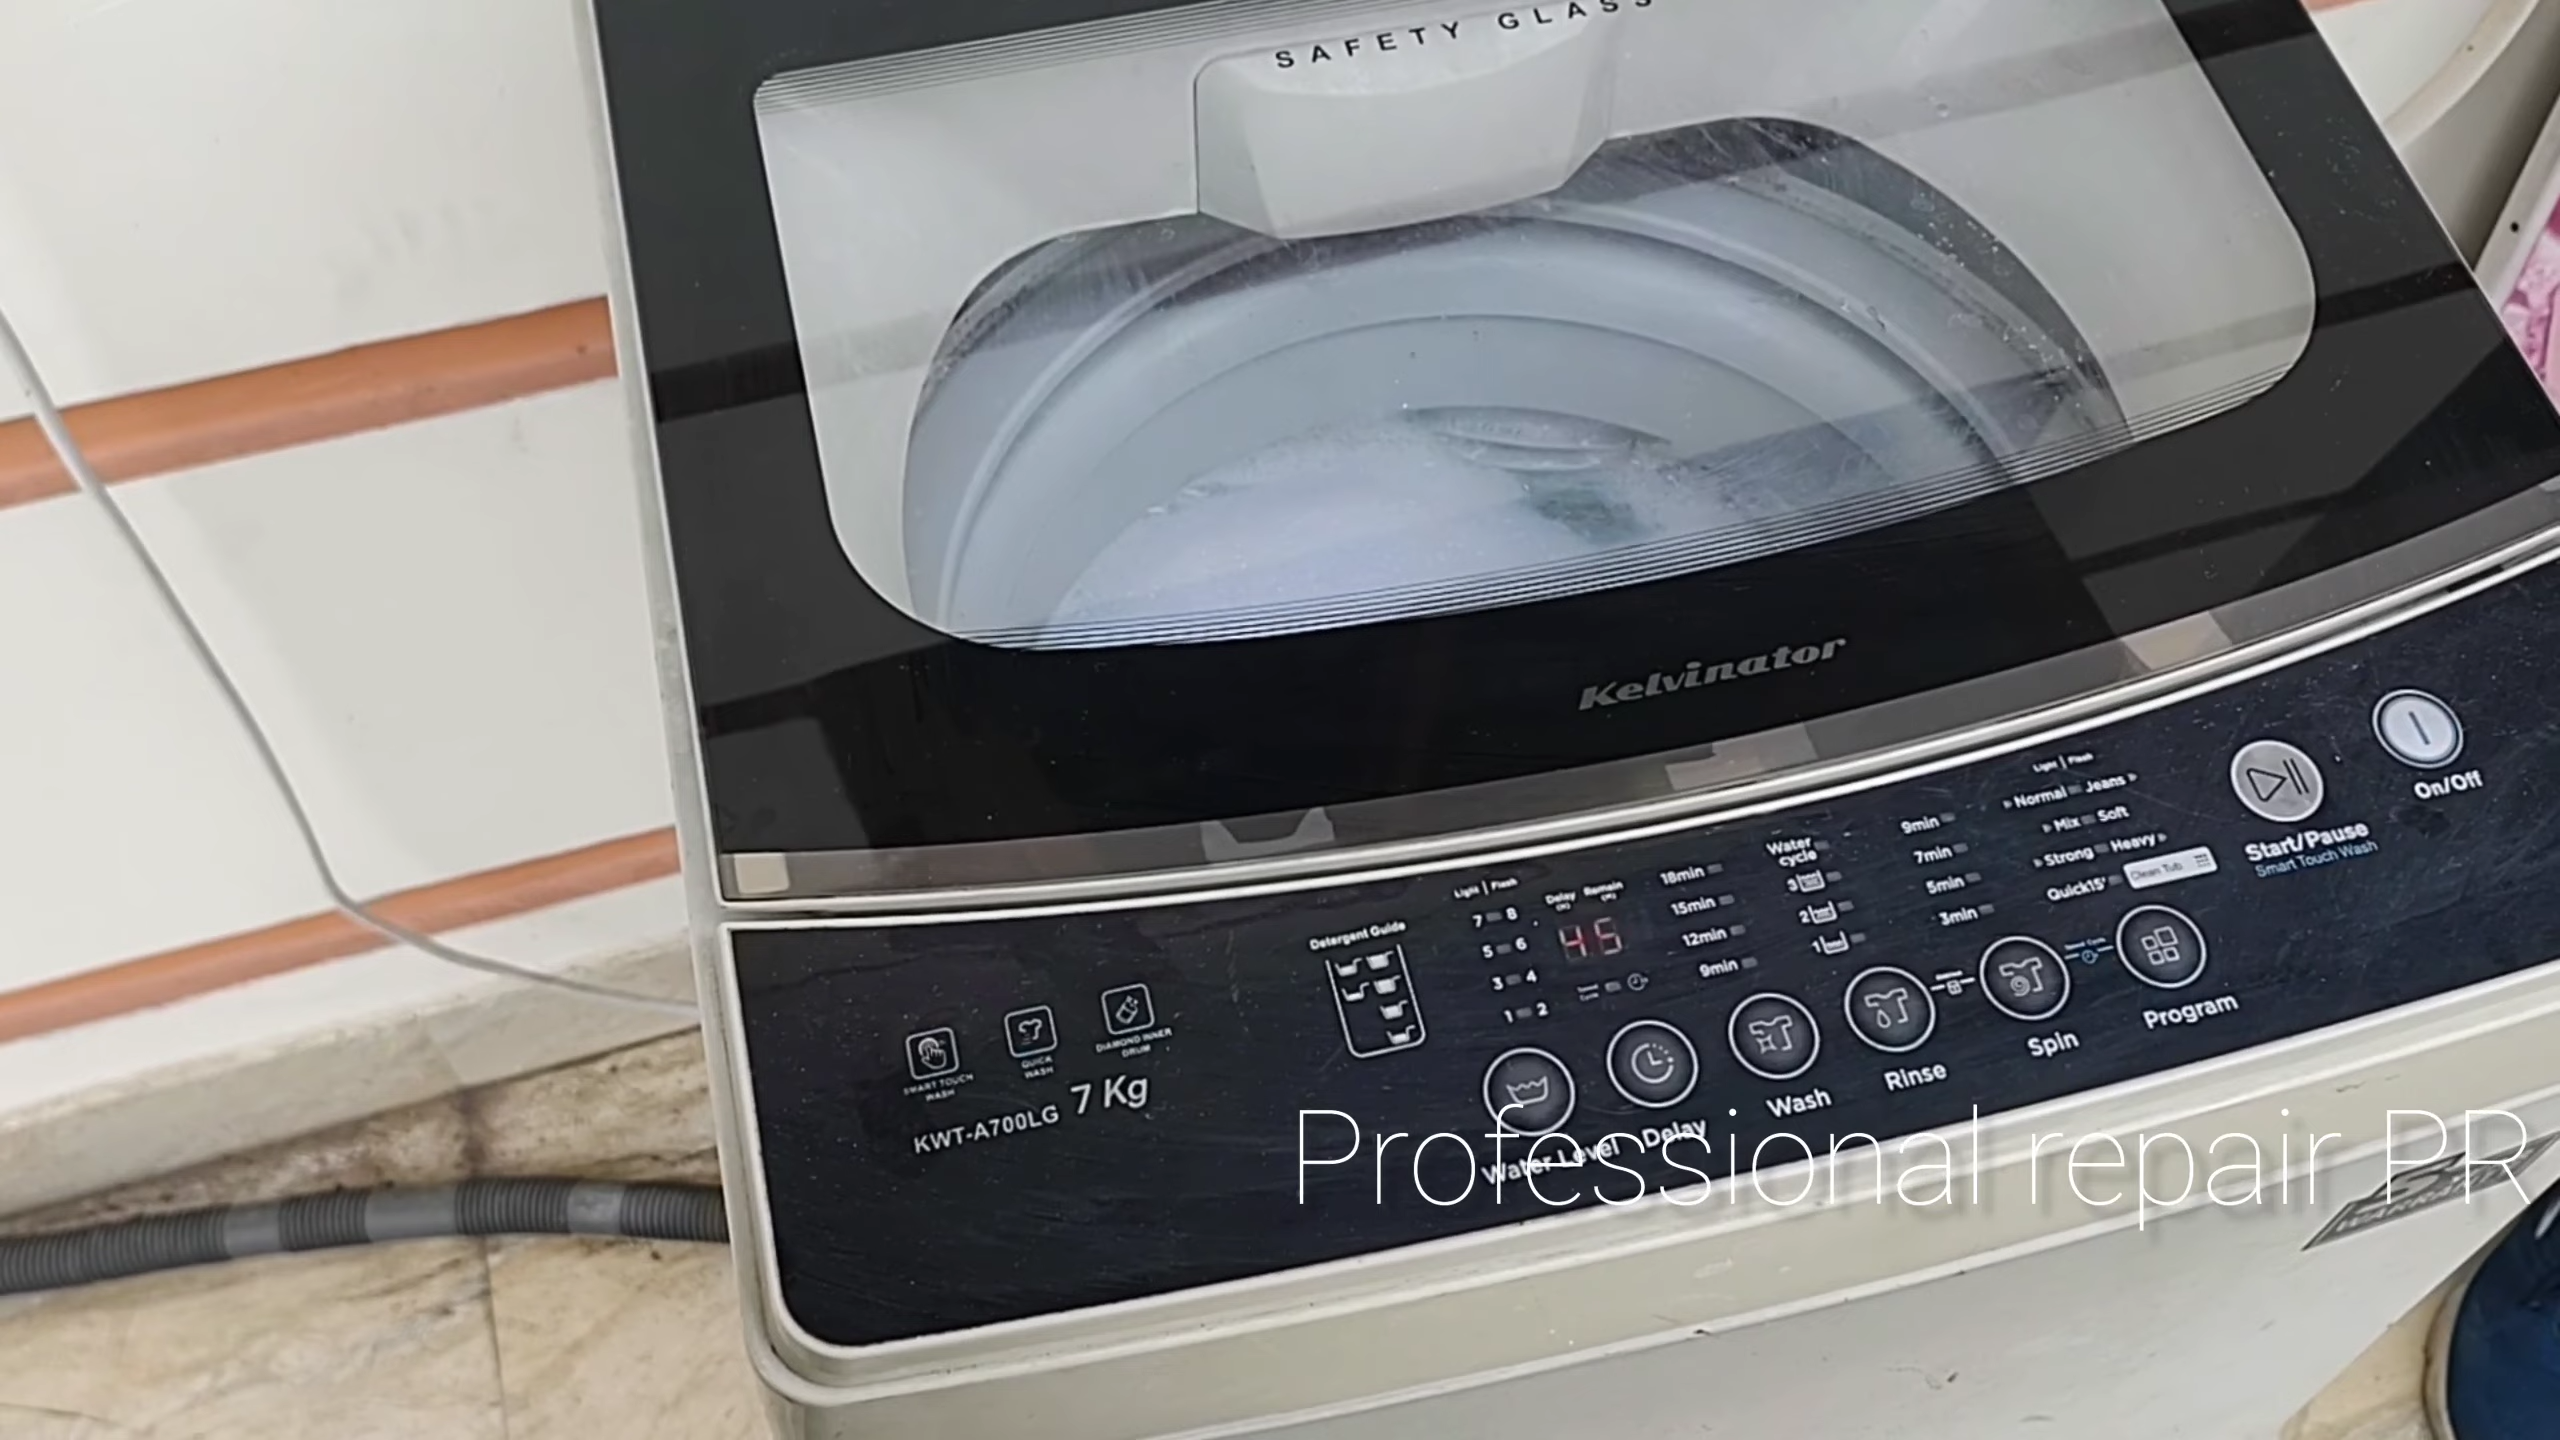 SAFETY GLASS
Kelvinator
On/Off
Start/Pause
Smart Touch Wash
Light | Flash
Normal Jeans
Mix Soft
Strong Heavy
Quick15' Clean Tub
9min
7min
5min
3min
Water cycle
3
2
1
18min
15min
12min
9min
Delay (H) Remain (H)
45
Light | Flash
7 8
5 6
3 4
1 2
Detergent Guide
SMART TOUCH WASH
QUICK WASH
DIAMOND INNER DRUM
KWT-A700LG 7 Kg
Water Level
Delay
Wash
Rinse
Spin
Program
Professional repair PR